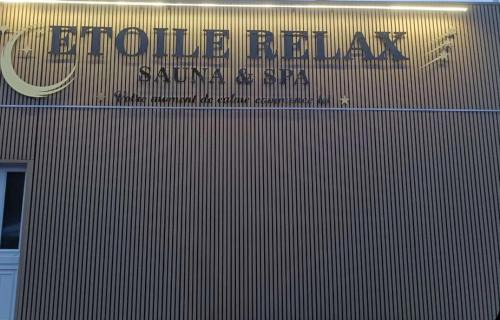 ETOILE RELAX
SAUNA & SPA
Votre moment de calme commence ici